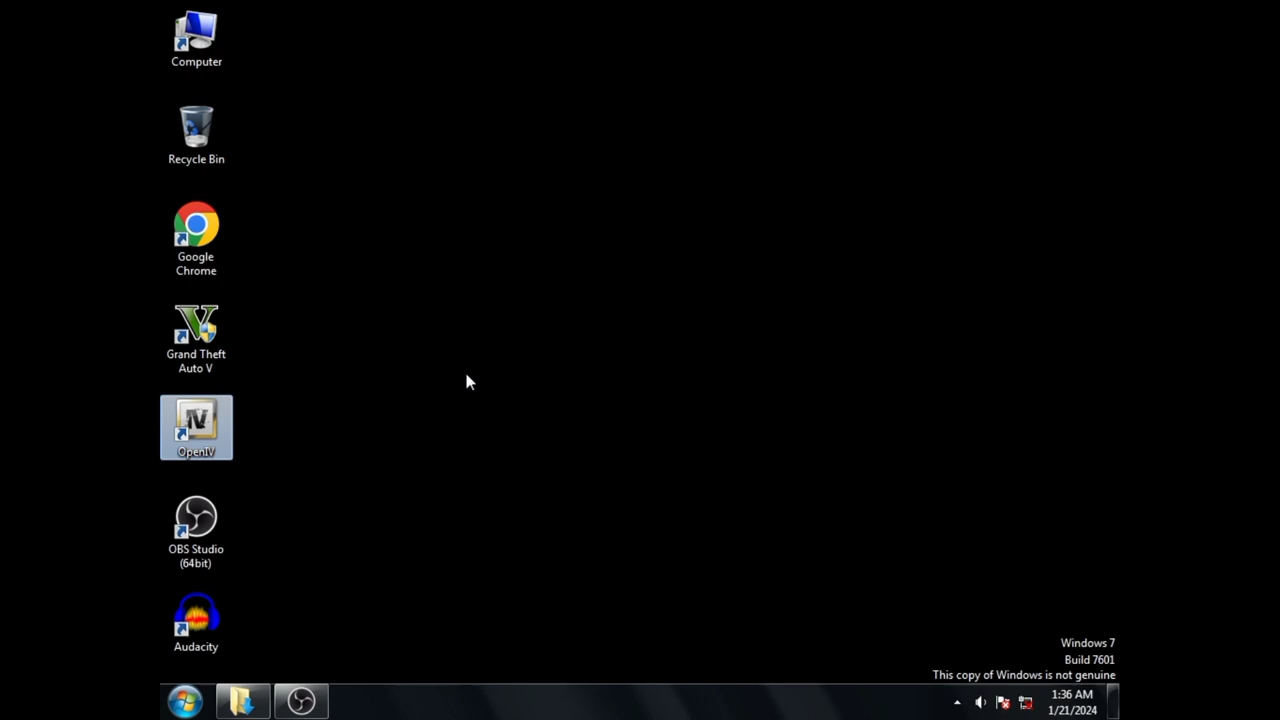 Computer
Recycle Bin
Google
Chrome
Grand Theft
Auto V
OpenIV
OBS Studio
(64bit)
Audacity
Windows 7
Build 7601
This copy of Windows is not genuine
1:36 AM
1/21/2024